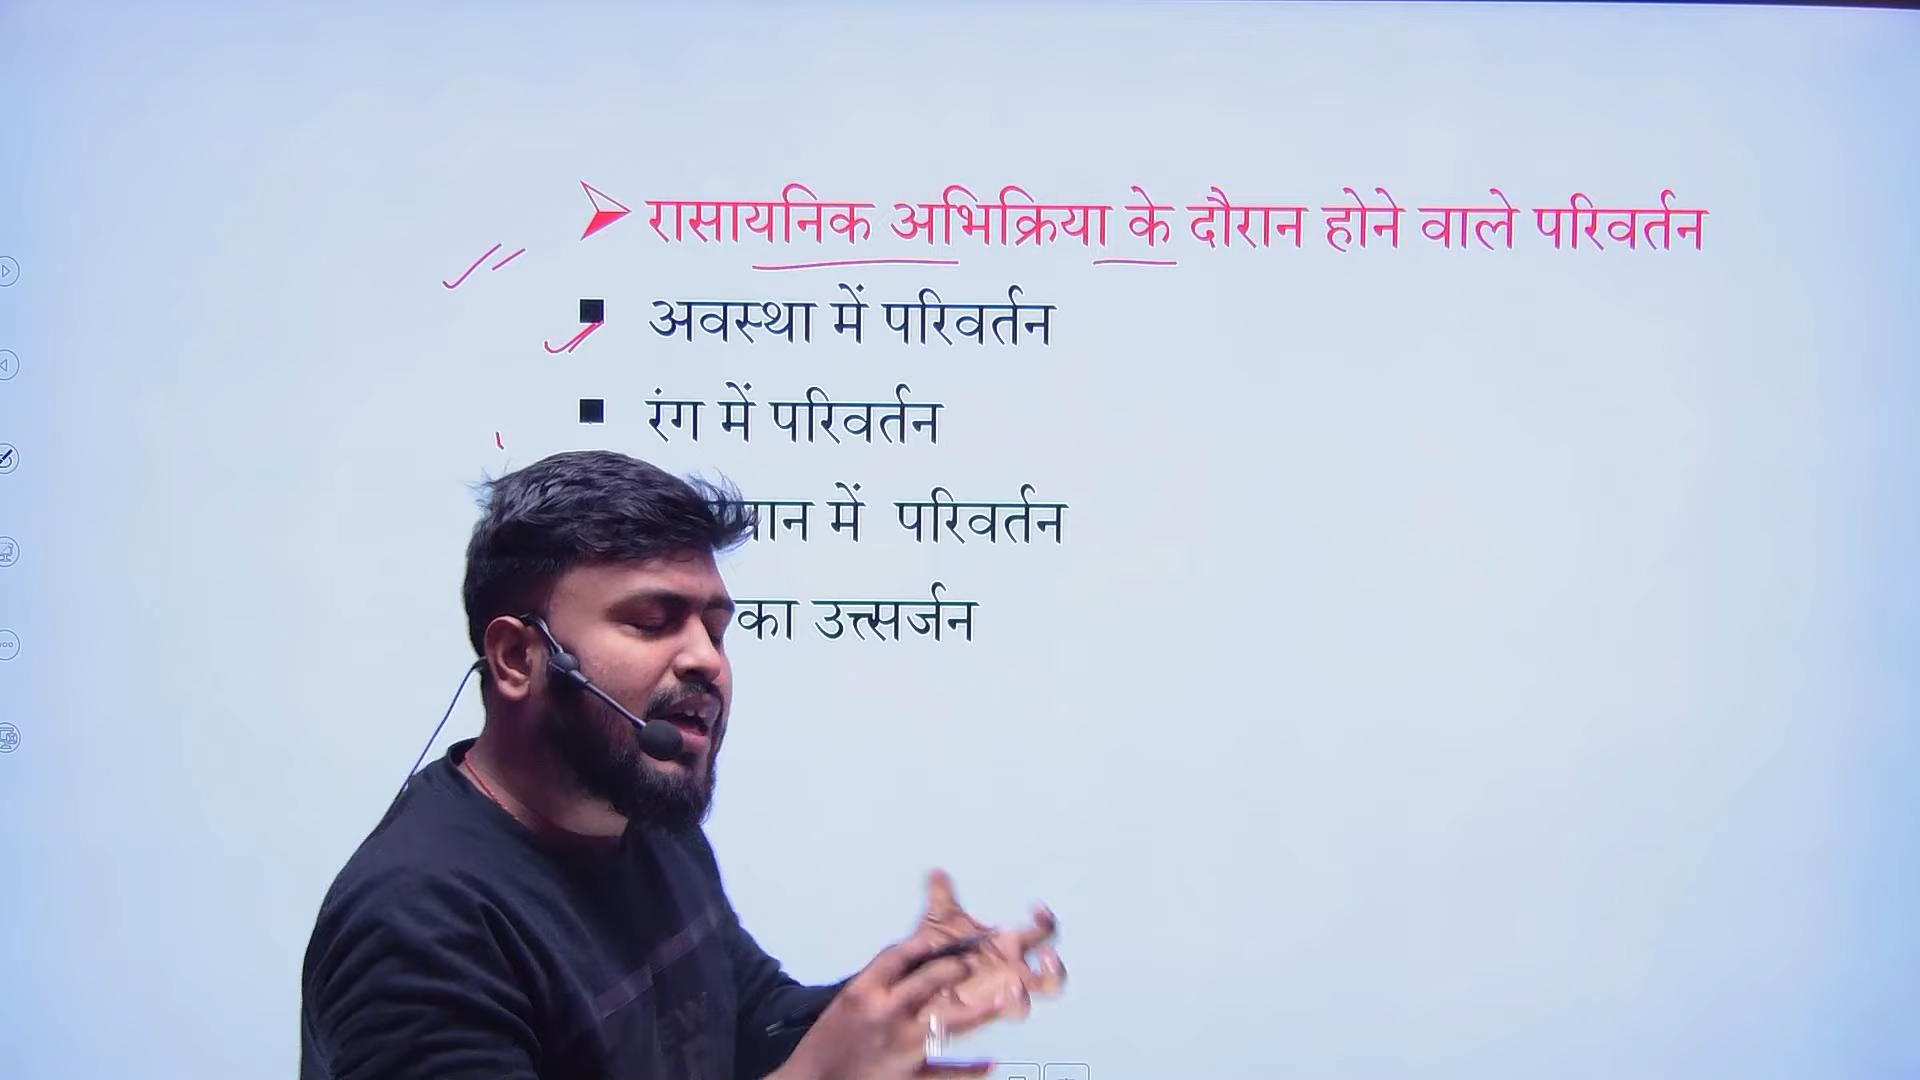 रासायनिक अभिक्रिया के दौरान होने वाले परिवर्तन
अवस्था में परिवर्तन
रंग में परिवर्तन
में परिवर्तन
का उत्त्सर्जन